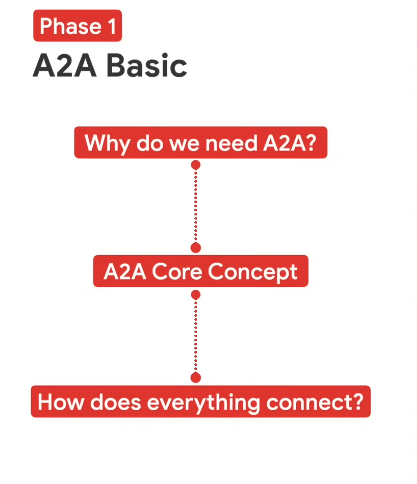 Phase 1
A2A Basic
Why do we need A2A?
A2A Core Concept
How does everything connect?